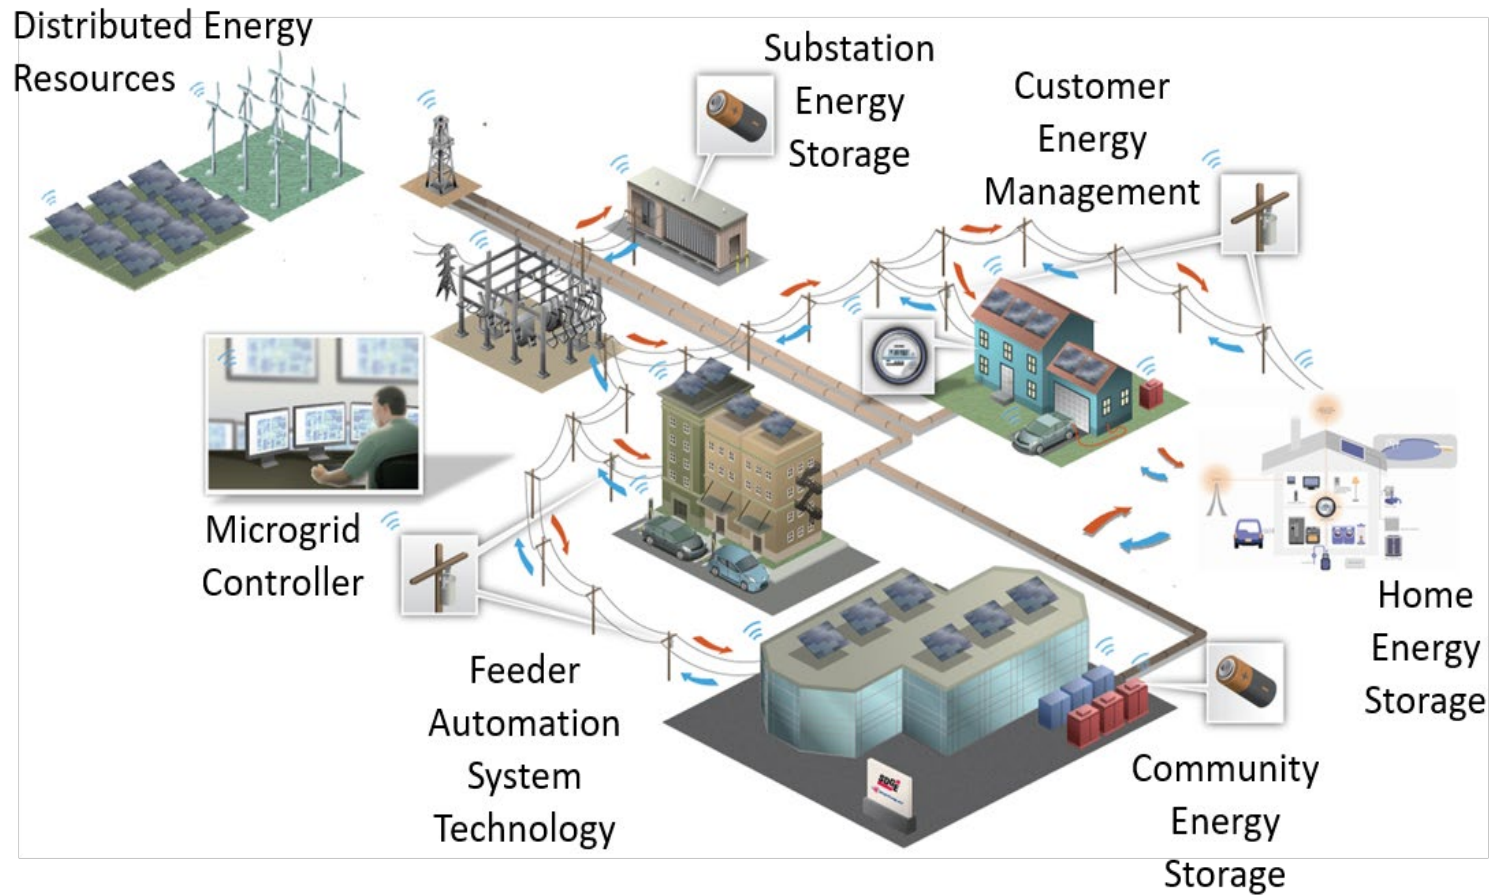 Distributed Energy
Resources
Substation
Energy
Storage
Customer
Energy
Management
Microgrid
Controller
Feeder
Automation
System
Technology
Home
Energy
Storage
Community
Energy
Storage